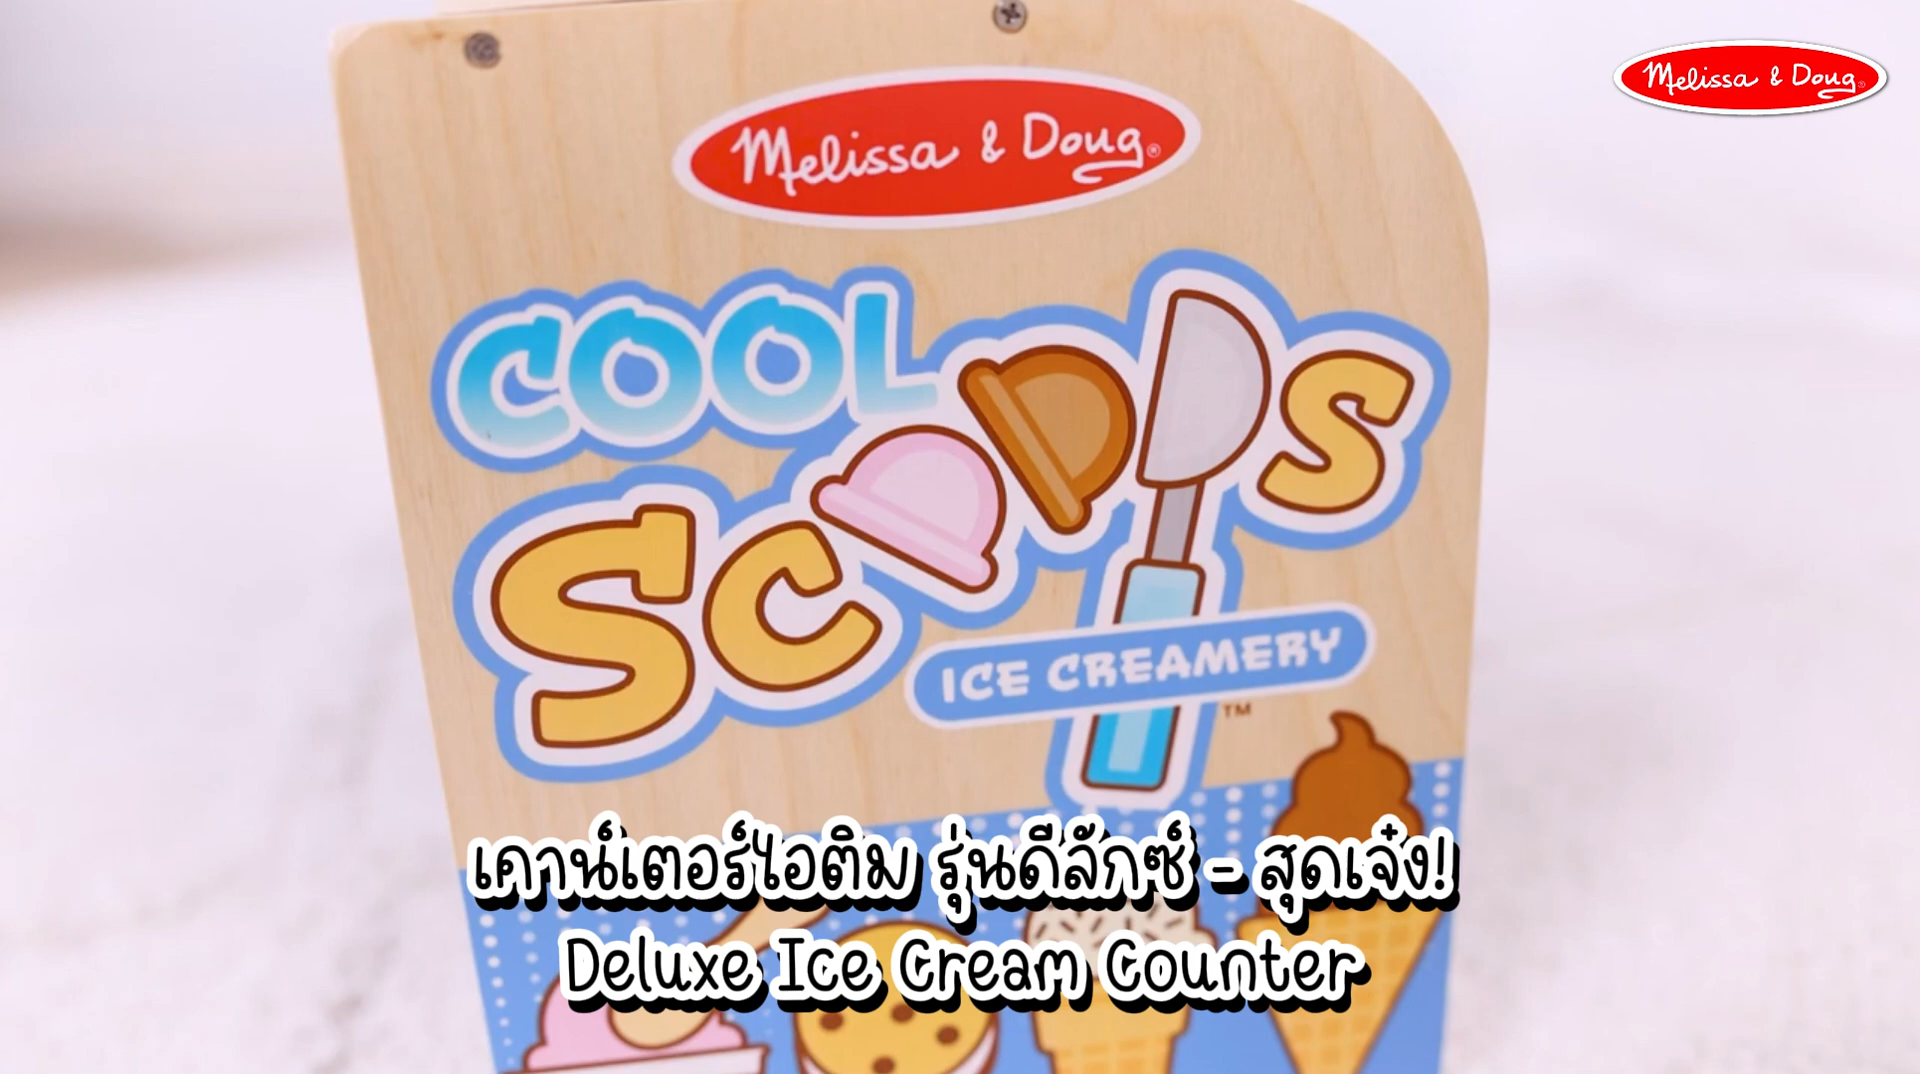 Melissa & Doug®
Melissa & Doug®
COOL
SCOOPS
ICE CREAMERY
TM
เคาน์เตอร์ไอติม รุ่นดีลักซ์ - สุดเจ๋ง!
Deluxe Ice Cream Counter